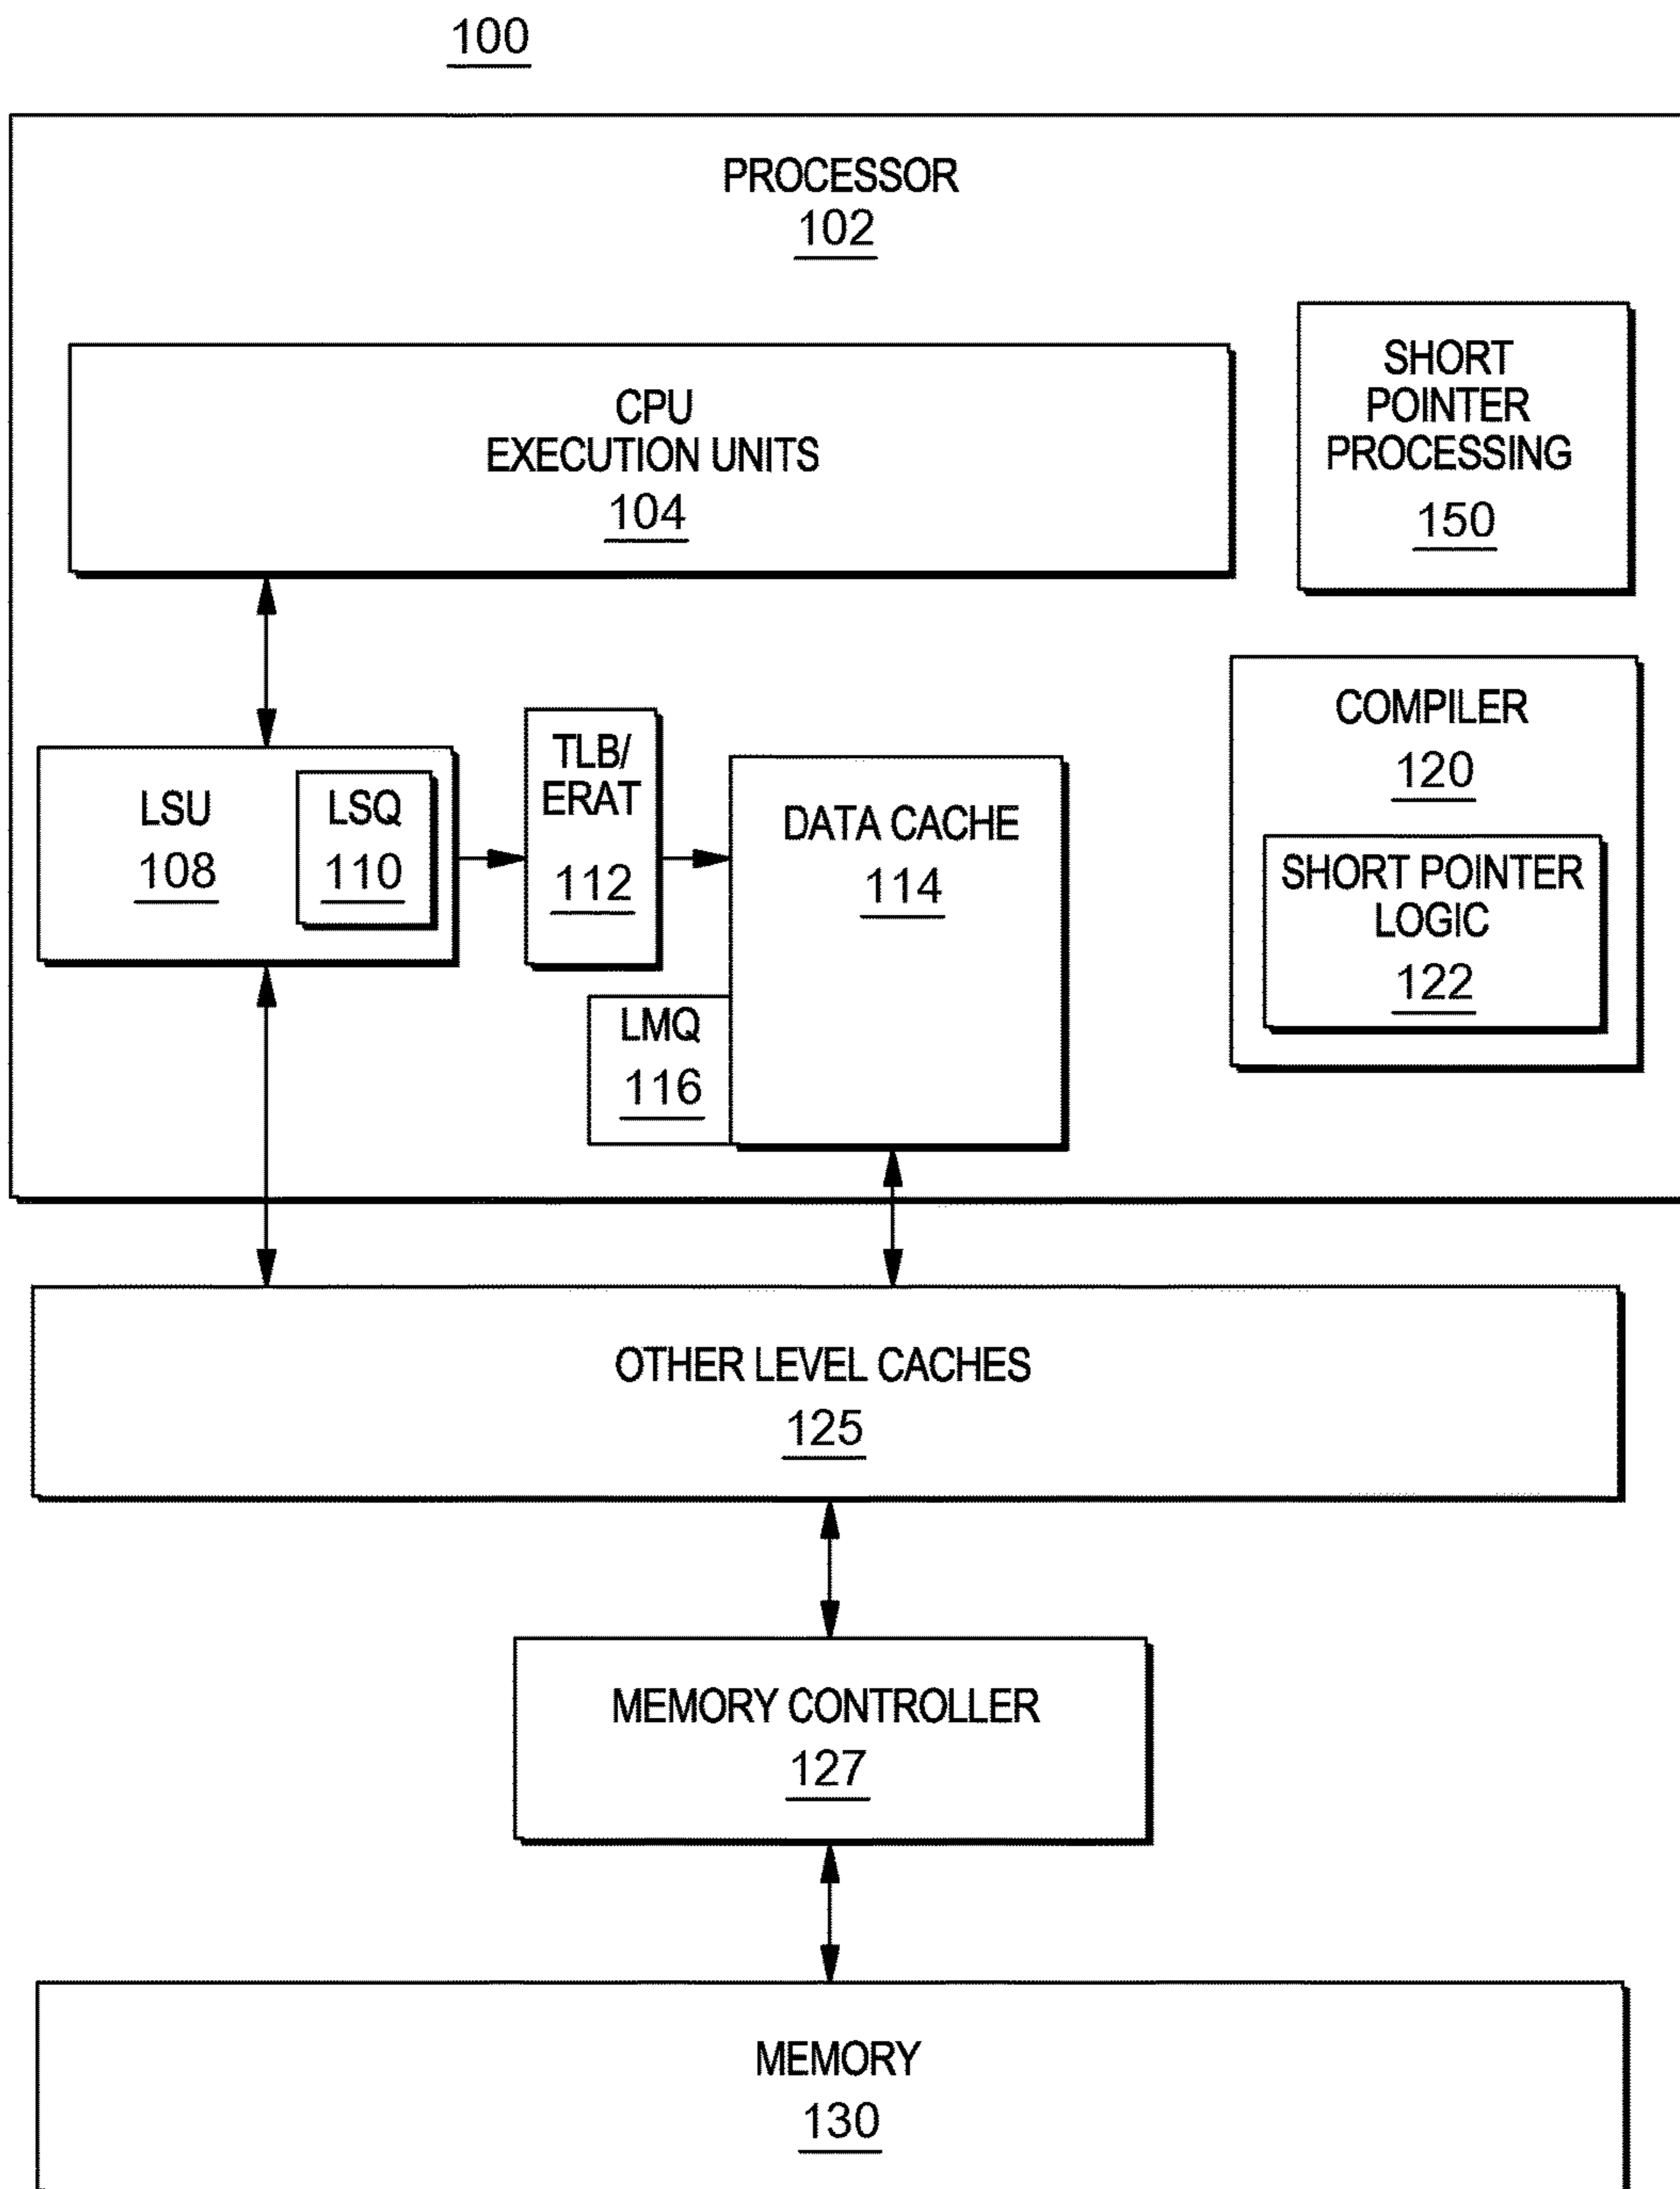 100
PROCESSOR
102
CPU
EXECUTION UNITS
104
SHORT
POINTER
PROCESSING
150
LSU
108
LSQ
110
TLB/
ERAT
112
DATA CACHE
114
LMQ
116
COMPILER
120
SHORT POINTER
LOGIC
122
OTHER LEVEL CACHES
125
MEMORY CONTROLLER
127
MEMORY
130